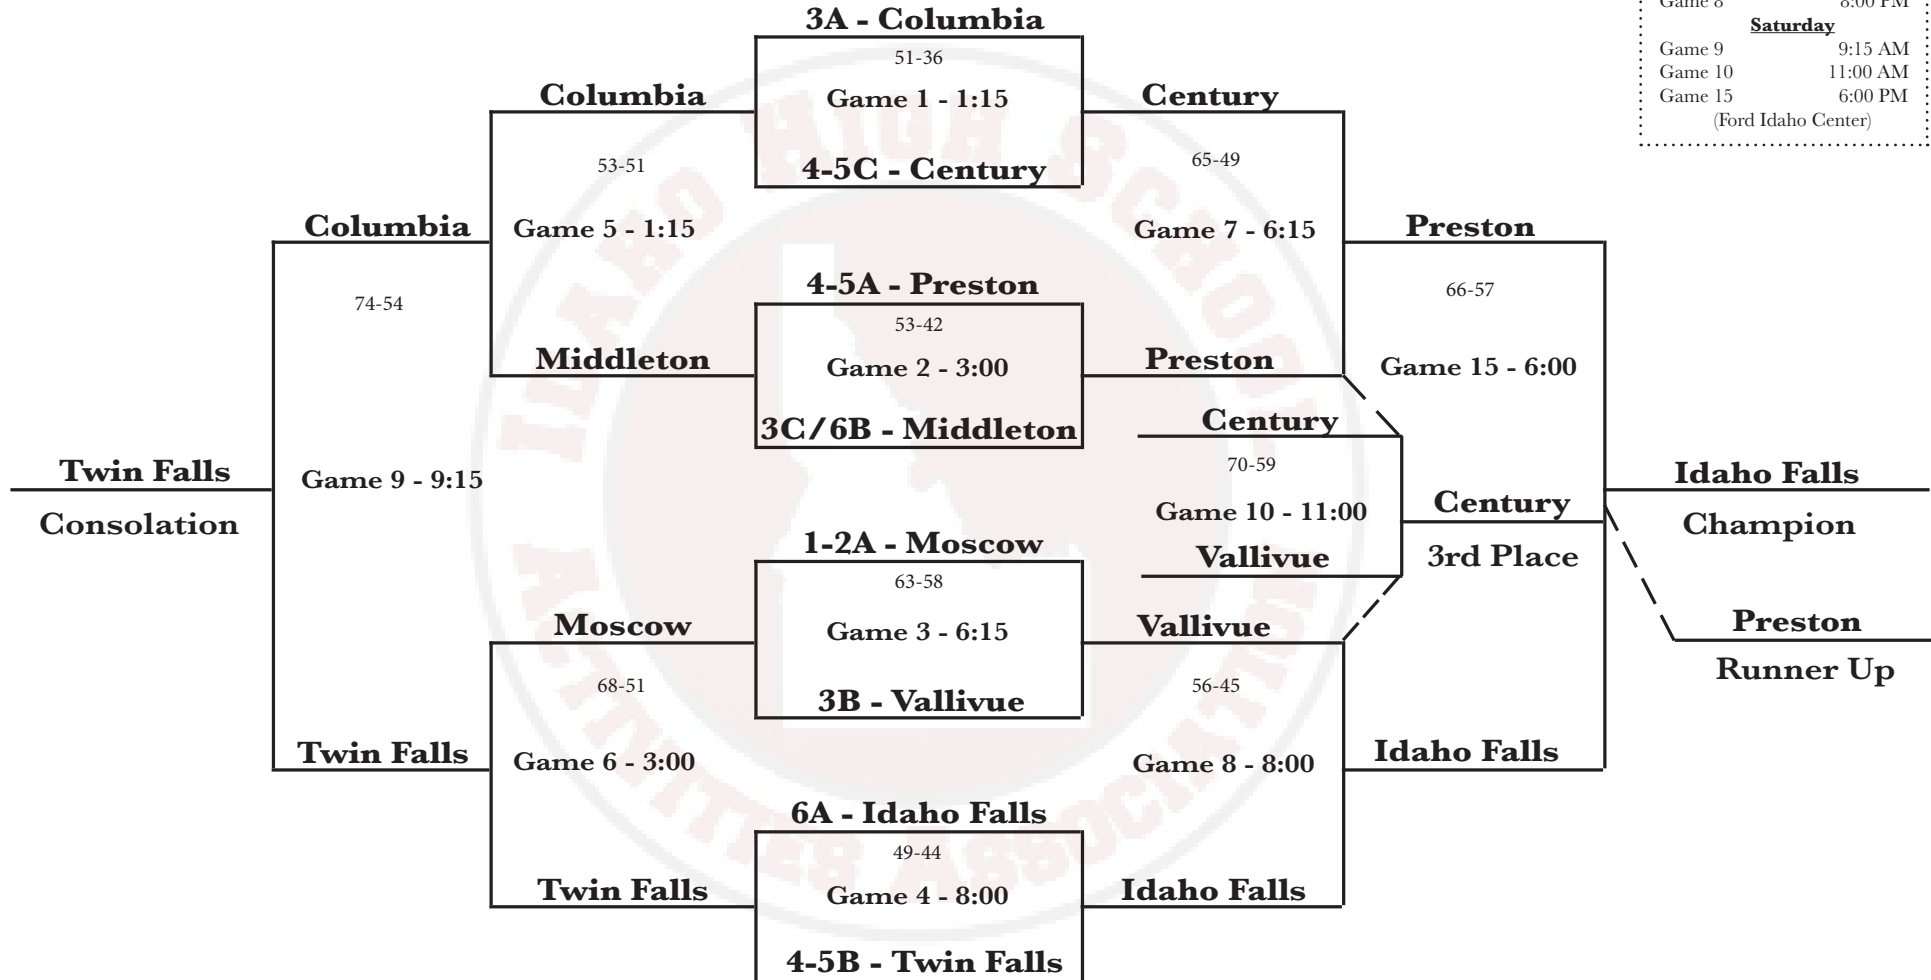 Game 8 8:00 PM
Saturday
Game 9 9:15 AM
Game 10 11:00 AM
Game 15 6:00 PM
(Ford Idaho Center)
3A - Columbia
51-36
Game 1 - 1:15
4-5C - Century
Columbia
Century
53-51
65-49
Game 5 - 1:15
Game 7 - 6:15
Columbia
Preston
4-5A - Preston
53-42
Game 2 - 3:00
3C/6B - Middleton
74-54
66-57
Middleton
Preston
Game 15 - 6:00
Century
70-59
Game 10 - 11:00
Vallivue
Century
3rd Place
Twin Falls
Consolation
Game 9 - 9:15
Idaho Falls
Champion
Preston
Runner Up
1-2A - Moscow
63-58
Game 3 - 6:15
3B - Vallivue
Moscow
Vallivue
68-51
56-45
Game 6 - 3:00
Game 8 - 8:00
Twin Falls
Idaho Falls
6A - Idaho Falls
49-44
Game 4 - 8:00
4-5B - Twin Falls
Twin Falls
Idaho Falls
IDAHO HIGH SCHOOL
ACTIVITIES ASSOCIATION